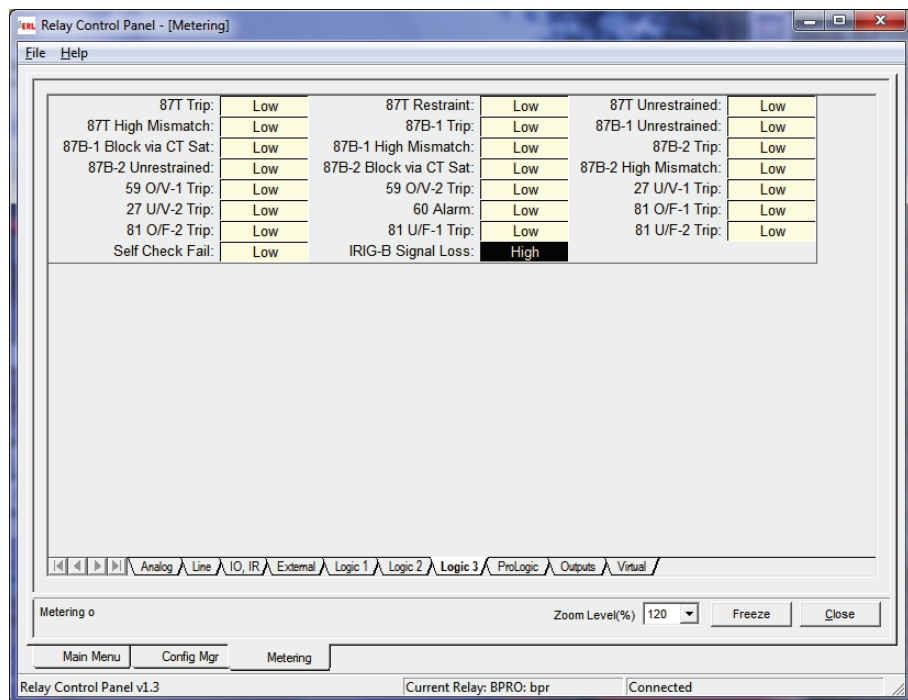 ERL Relay Control Panel - [Metering]
File Help
87T Trip: Low 87T Restraint: Low 87T Unrestrained: Low
87T High Mismatch: Low 87B-1 Trip: Low 87B-1 Unrestrained: Low
87B-1 Block via CT Sat: Low 87B-1 High Mismatch: Low 87B-2 Trip: Low
87B-2 Unrestrained: Low 87B-2 Block via CT Sat: Low 87B-2 High Mismatch: Low
59 O/V-1 Trip: Low 59 O/V-2 Trip: Low 27 U/V-1 Trip: Low
27 U/V-2 Trip: Low 60 Alarm: Low 81 O/F-1 Trip: Low
81 O/F-2 Trip: Low 81 U/F-1 Trip: Low 81 U/F-2 Trip: Low
Self Check Fail: Low IRIG-B Signal Loss: High
Analog Line IO, IR External Logic 1 Logic 2 Logic 3 ProLogic Outputs Virtual
Metering o Zoom Level(%) 120 Freeze Close
Main Menu Config Mgr Metering
Relay Control Panel v1.3 Current Relay: BPRO: bpr Connected